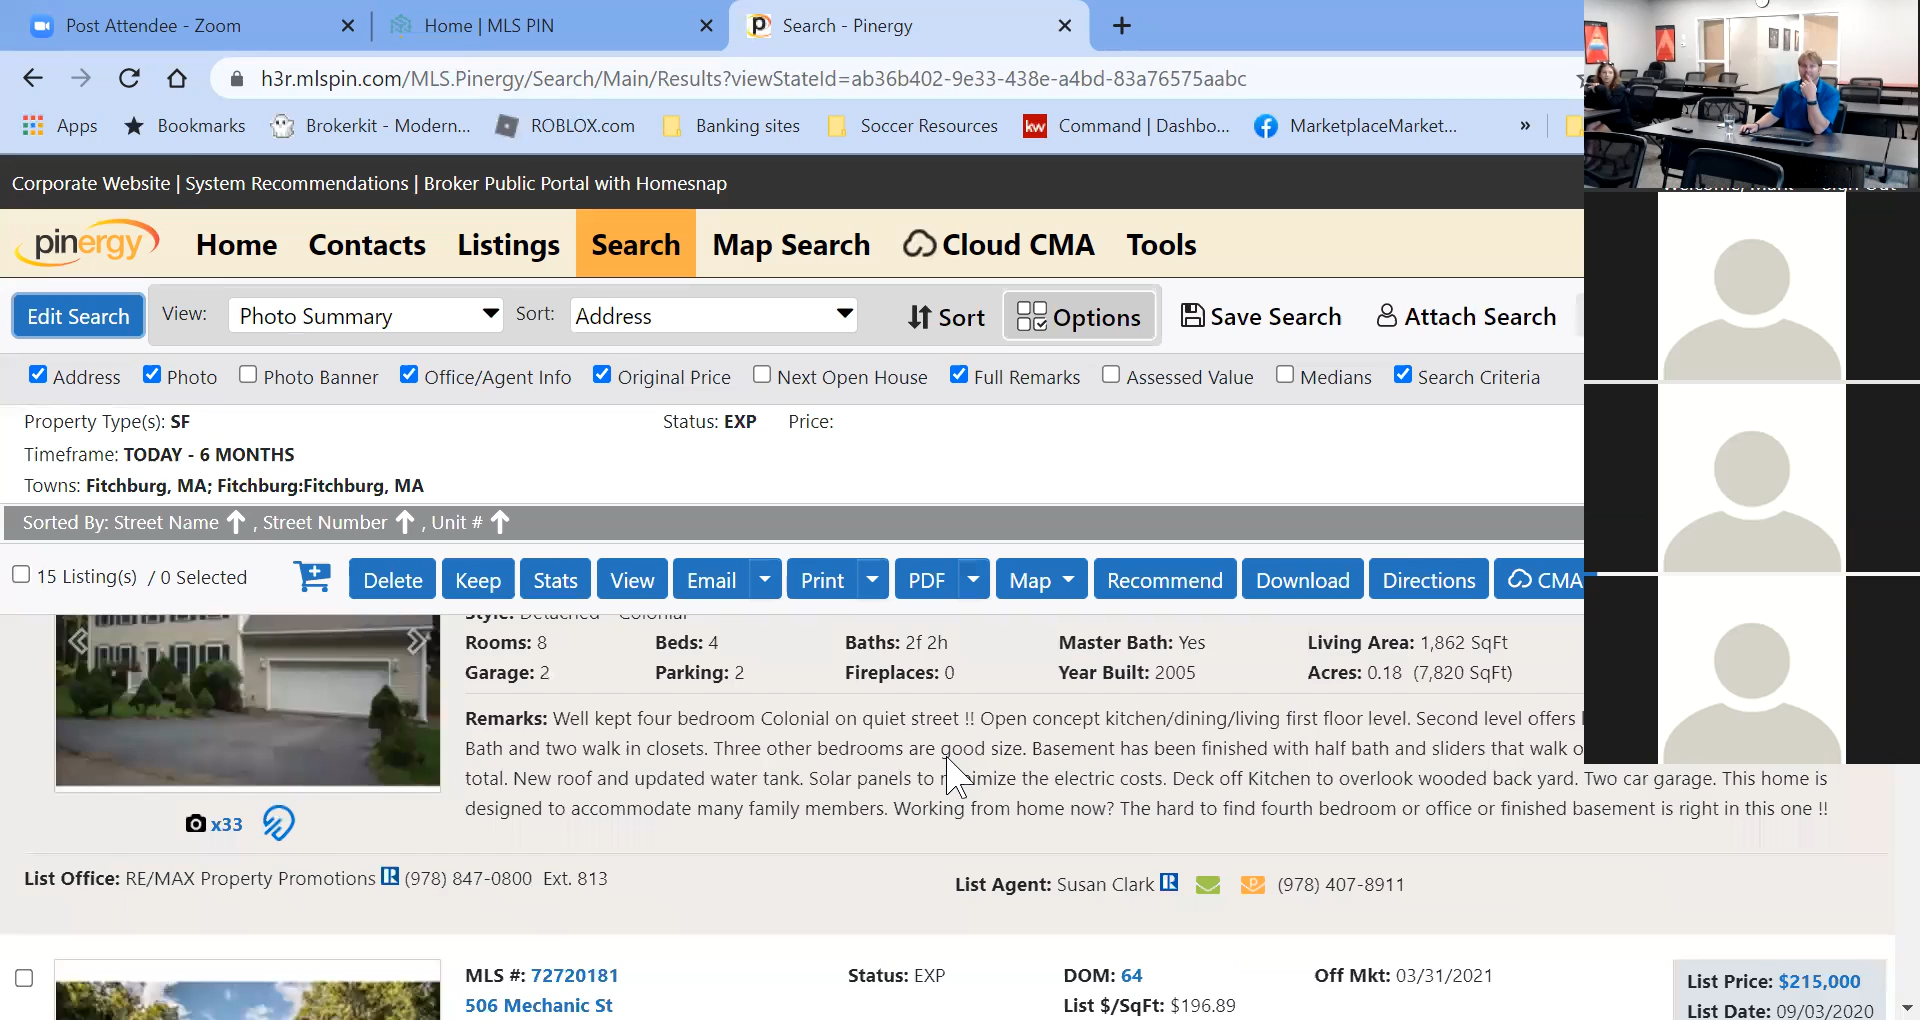 Post Attendee - Zoom
Home | MLS PIN
Search - Pinergy
h3r.mlspin.com/MLS.Pinergy/Search/Main/Results?viewStateId=ab36b402-9e33-438e-a4bd-83a76575aabc
Apps Bookmarks Brokerkit - Modern... ROBLOX.com Banking sites Soccer Resources kw Command | Dashbo... MarketplaceMarket... »
Corporate Website | System Recommendations | Broker Public Portal with Homesnap
pinergy Home Contacts Listings Search Map Search Cloud CMA Tools
Edit Search View: Photo Summary Sort: Address Sort Options Save Search Attach Search
Address Photo Photo Banner Office/Agent Info Original Price Next Open House Full Remarks Assessed Value Medians Search Criteria
Property Type(s): SF Status: EXP Price:
Timeframe: TODAY - 6 MONTHS
Towns: Fitchburg, MA; Fitchburg:Fitchburg, MA
Sorted By: Street Name , Street Number , Unit #
15 Listing(s) / 0 Selected Delete Keep Stats View Email Print PDF Map Recommend Download Directions CMA
Style: Detached - Colonial
Rooms: 8 Beds: 4 Baths: 2f 2h Master Bath: Yes Living Area: 1,862 SqFt
Garage: 2 Parking: 2 Fireplaces: 0 Year Built: 2005 Acres: 0.18 (7,820 SqFt)
Remarks: Well kept four bedroom Colonial on quiet street !! Open concept kitchen/dining/living first floor level. Second level offers
Bath and two walk in closets. Three other bedrooms are good size. Basement has been finished with half bath and sliders that walk o
total. New roof and updated water tank. Solar panels to the electric costs. Deck off Kitchen to overlook wooded back yard. Two car garage. This home is
designed to accommodate many family members. Working from home now? The hard to find fourth bedroom or office or finished basement is right in this one !!
x33
List Office: RE/MAX Property Promotions R (978) 847-0800 Ext. 813
List Agent: Susan Clark R (978) 407-8911
MLS #: 72720181 Status: EXP DOM: 64 Off Mkt: 03/31/2021 List Price: $215,000
506 Mechanic St List $/SqFt: $196.89 List Date: 09/03/2020